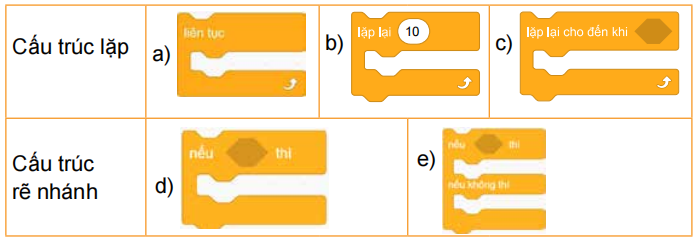 Cấu trúc lặp
a)
liên tục
b)
lặp lại 10
c)
lặp lại cho đến khi
Cấu trúc
rẽ nhánh
d)
nếu thì
e)
nếu thì
nếu không thì